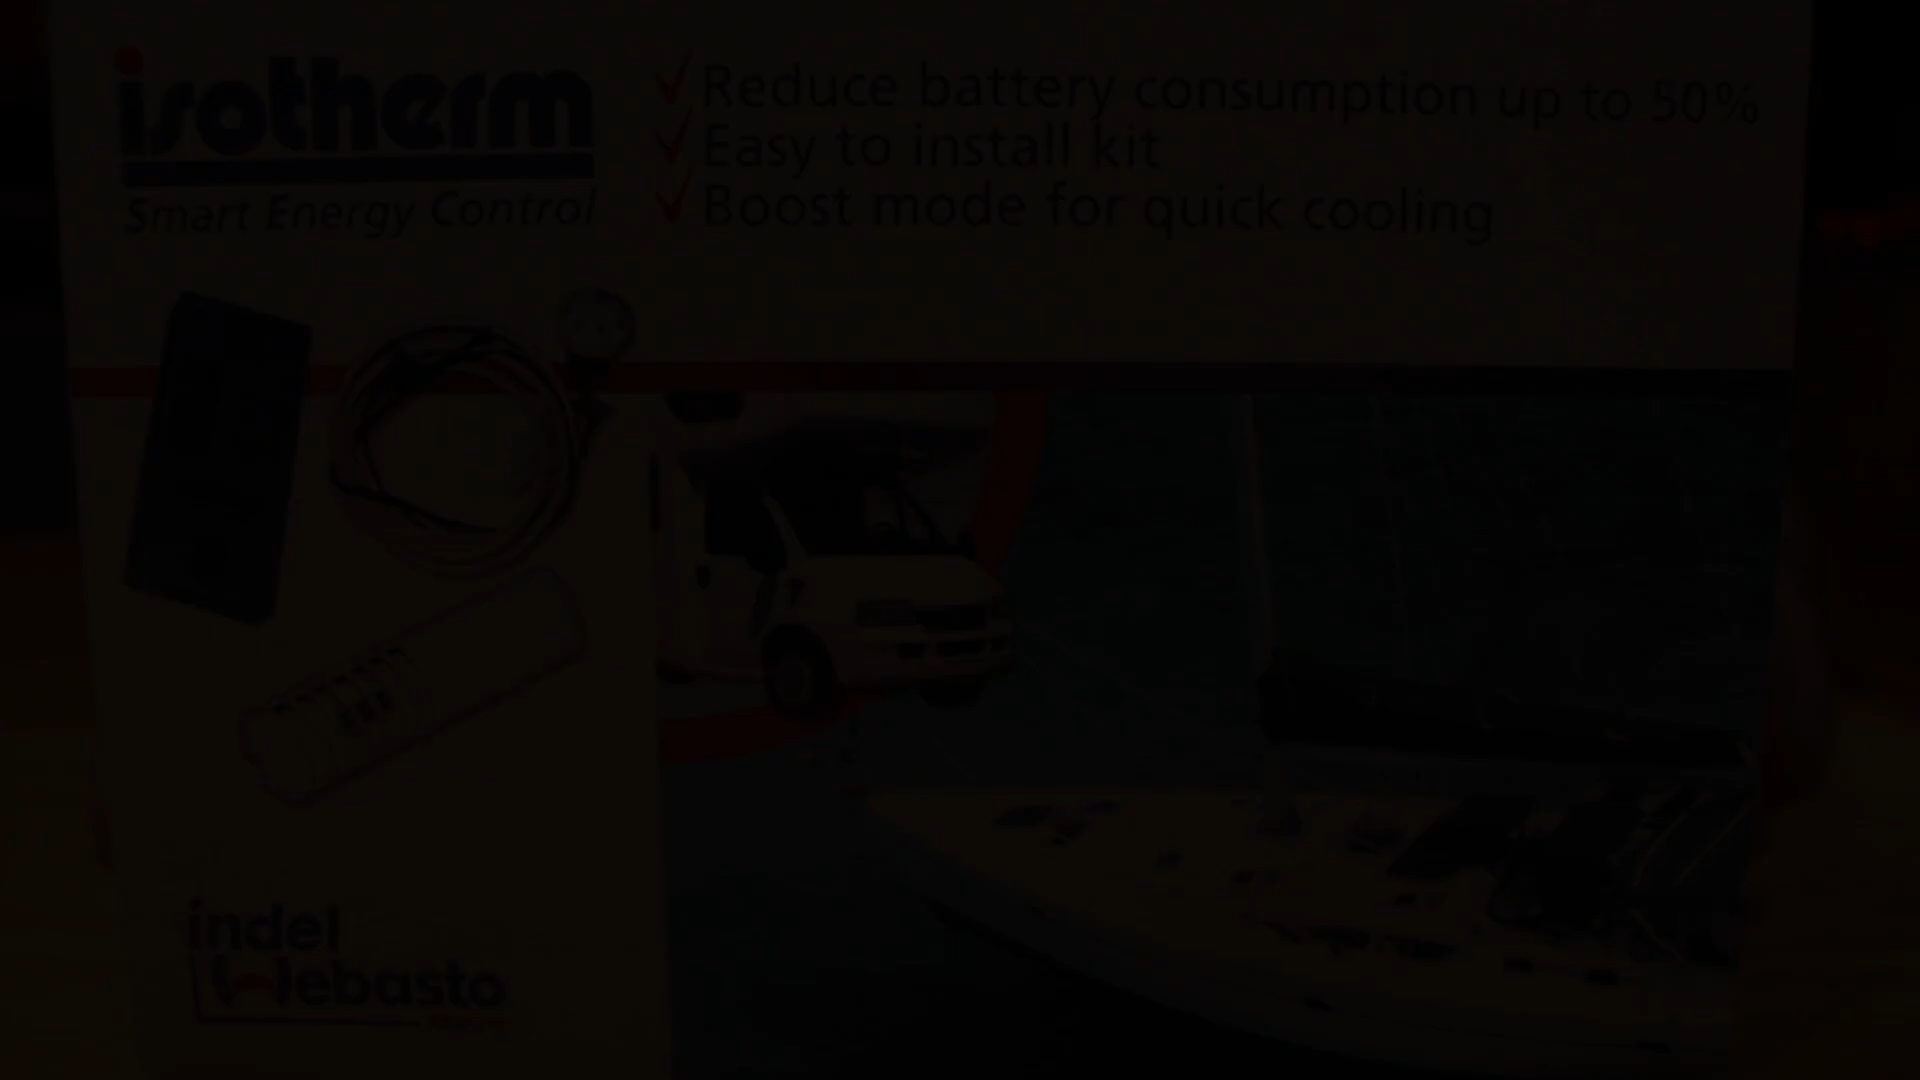 isotherm
Smart Energy Control
Reduce battery consumption up to 50%
Easy to install kit
Boost mode for quick cooling
indel
Webasto